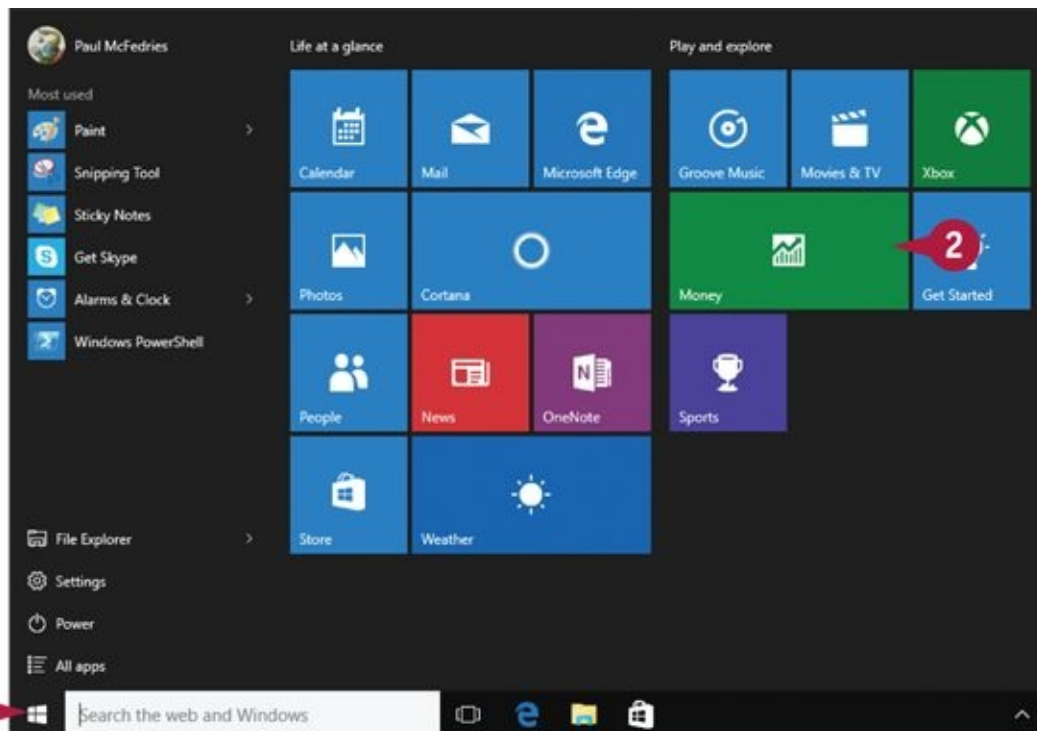 Paul McFedries
Most used
Paint
Snipping Tool
Sticky Notes
Get Skype
Alarms & Clock
Windows PowerShell
File Explorer
Settings
Power
All apps
Life at a glance
Calendar
Mail
Microsoft Edge
Photos
Cortana
People
News
OneNote
Store
Weather
Play and explore
Groove Music
Movies & TV
Xbox
Money
2
Get Started
Sports
Search the web and Windows